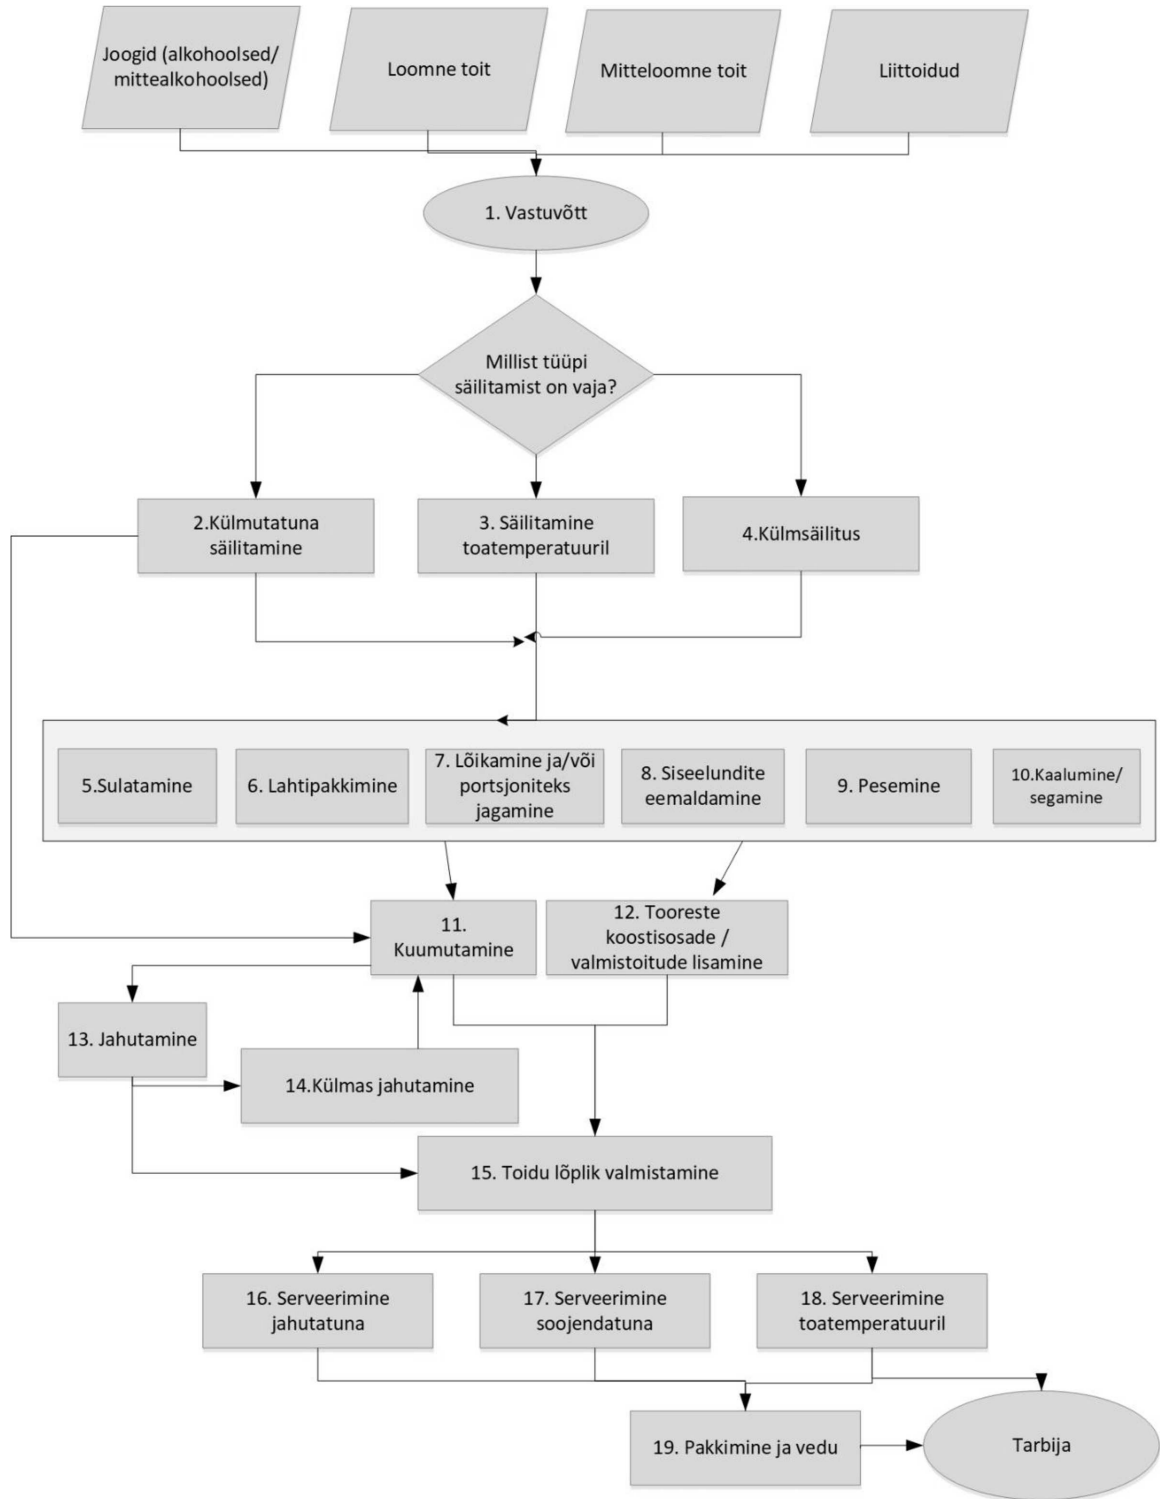 Joogid (alkohoolsed/
mittealkohoolsed)
Loomne toit
Mitteloomne toit
Liittoidud
1. Vastuvõtt
Millist tüüpi
säilitamist on vaja?
2.Külmutatuna
säilitamine
3. Säilitamine
toatemperatuuril
4.Külmsäilitus
5.Sulatamine
6. Lahtipakkimine
7. Lõikamine ja/või
portsjoniteks
jagamine
8. Siseelundite
eemaldamine
9. Pesemine
10.Kaalumine/
segamine
11.
Kuumutamine
12. Tooreste
koostisosade /
valmistoitude lisamine
13. Jahutamine
14.Külmas jahutamine
15. Toidu lõplik valmistamine
16. Serveerimine
jahutatuna
17. Serveerimine
soojendatuna
18. Serveerimine
toatemperatuuril
19. Pakkimine ja vedu
Tarbija